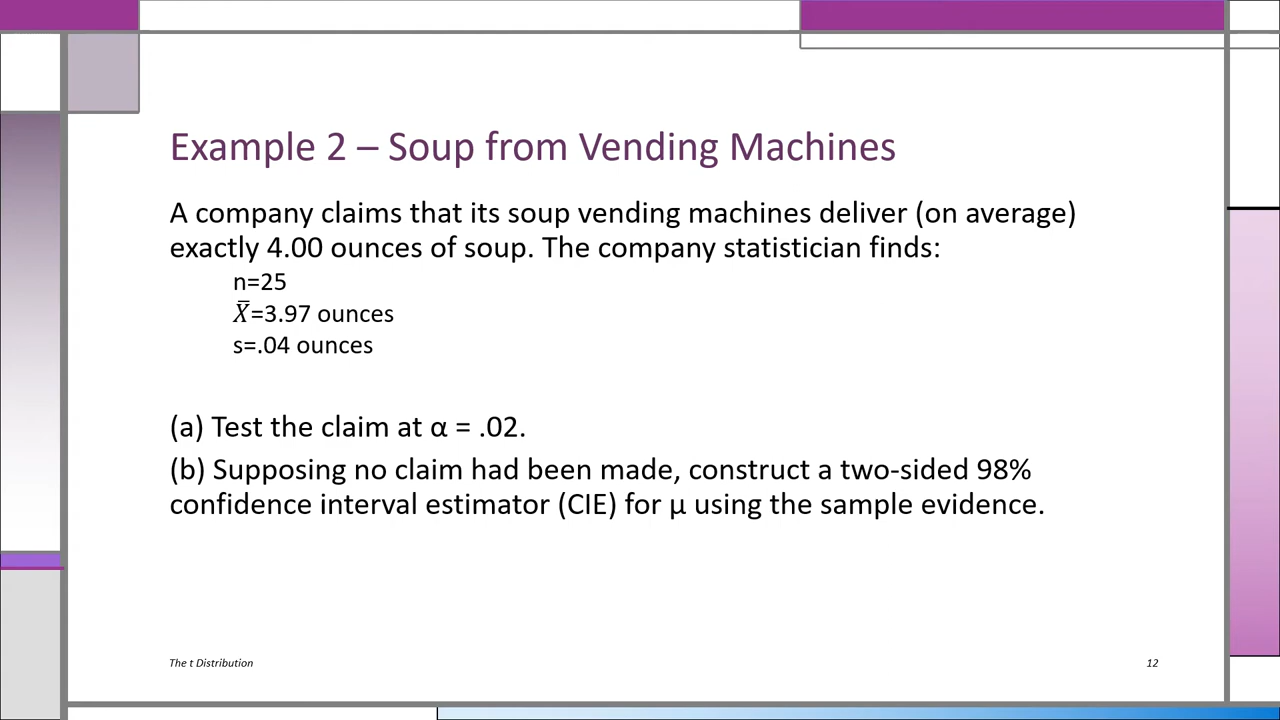 Example 2 – Soup from Vending Machines
A company claims that its soup vending machines deliver (on average)
exactly 4.00 ounces of soup. The company statistician finds:
n=25
X̄=3.97 ounces
s=.04 ounces
(a) Test the claim at α = .02.
(b) Supposing no claim had been made, construct a two-sided 98%
confidence interval estimator (CIE) for μ using the sample evidence.
The t Distribution
12